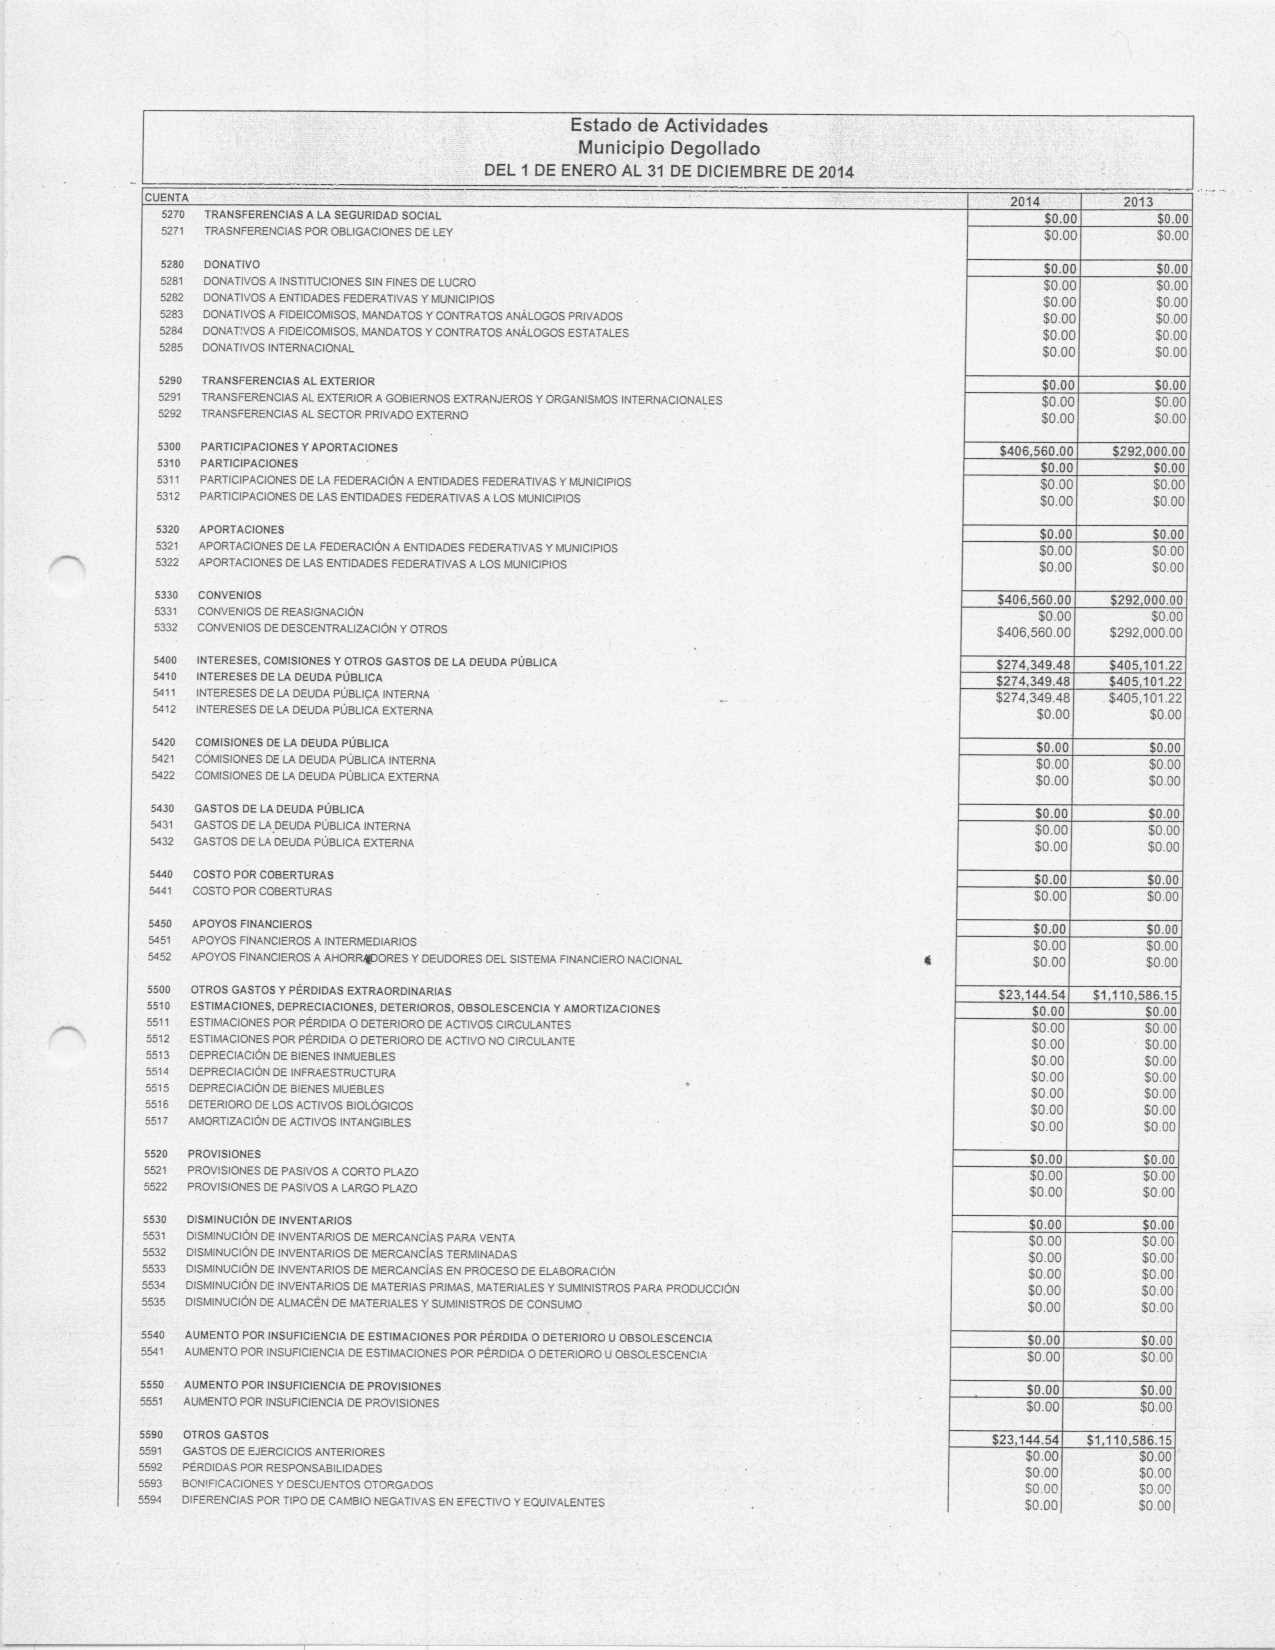 Estado de Actividades
Municipio Degollado
DEL 1 DE ENERO AL 31 DE DICIEMBRE DE 2014
CUENTA 2014 2013
5270 TRANSFERENCIAS A LA SEGURIDAD SOCIAL $0.00 $0.00
5271 TRASNFERENCIAS POR OBLIGACIONES DE LEY $0.00 $0.00
5280 DONATIVO $0.00 $0.00
5281 DONATIVOS A INSTITUCIONES SIN FINES DE LUCRO $0.00 $0.00
5282 DONATIVOS A ENTIDADES FEDERATIVAS Y MUNICIPIOS $0.00 $0.00
5283 DONATIVOS A FIDEICOMISOS, MANDATOS Y CONTRATOS ANÁLOGOS PRIVADOS $0.00 $0.00
5284 DONATIVOS A FIDEICOMISOS, MANDATOS Y CONTRATOS ANÁLOGOS ESTATALES $0.00 $0.00
5285 DONATIVOS INTERNACIONAL $0.00 $0.00
5290 TRANSFERENCIAS AL EXTERIOR $0.00 $0.00
5291 TRANSFERENCIAS AL EXTERIOR A GOBIERNOS EXTRANJEROS Y ORGANISMOS INTERNACIONALES $0.00 $0.00
5292 TRANSFERENCIAS AL SECTOR PRIVADO EXTERNO $0.00 $0.00
5300 PARTICIPACIONES Y APORTACIONES $406,560.00 $292,000.00
5310 PARTICIPACIONES $0.00 $0.00
5311 PARTICIPACIONES DE LA FEDERACIÓN A ENTIDADES FEDERATIVAS Y MUNICIPIOS $0.00 $0.00
5312 PARTICIPACIONES DE LAS ENTIDADES FEDERATIVAS A LOS MUNICIPIOS $0.00 $0.00
5320 APORTACIONES $0.00 $0.00
5321 APORTACIONES DE LA FEDERACIÓN A ENTIDADES FEDERATIVAS Y MUNICIPIOS $0.00 $0.00
5322 APORTACIONES DE LAS ENTIDADES FEDERATIVAS A LOS MUNICIPIOS $0.00 $0.00
5330 CONVENIOS $406,560.00 $292,000.00
5331 CONVENIOS DE REASIGNACIÓN $0.00 $0.00
5332 CONVENIOS DE DESCENTRALIZACIÓN Y OTROS $406,560.00 $292,000.00
5400 INTERESES, COMISIONES Y OTROS GASTOS DE LA DEUDA PÚBLICA $274,349.48 $405,101.22
5410 INTERESES DE LA DEUDA PÚBLICA $274,349.48 $405,101.22
5411 INTERESES DE LA DEUDA PÚBLICA INTERNA $274,349.48 $405,101.22
5412 INTERESES DE LA DEUDA PÚBLICA EXTERNA $0.00 $0.00
5420 COMISIONES DE LA DEUDA PÚBLICA $0.00 $0.00
5421 COMISIONES DE LA DEUDA PÚBLICA INTERNA $0.00 $0.00
5422 COMISIONES DE LA DEUDA PÚBLICA EXTERNA $0.00 $0.00
5430 GASTOS DE LA DEUDA PÚBLICA $0.00 $0.00
5431 GASTOS DE LA DEUDA PÚBLICA INTERNA $0.00 $0.00
5432 GASTOS DE LA DEUDA PÚBLICA EXTERNA $0.00 $0.00
5440 COSTO POR COBERTURAS $0.00 $0.00
5441 COSTO POR COBERTURAS $0.00 $0.00
5450 APOYOS FINANCIEROS $0.00 $0.00
5451 APOYOS FINANCIEROS A INTERMEDIARIOS $0.00 $0.00
5452 APOYOS FINANCIEROS A AHORRADORES Y DEUDORES DEL SISTEMA FINANCIERO NACIONAL $0.00 $0.00
5500 OTROS GASTOS Y PÉRDIDAS EXTRAORDINARIAS $23,144.54 $1,110,586.15
5510 ESTIMACIONES, DEPRECIACIONES, DETERIOROS, OBSOLESCENCIA Y AMORTIZACIONES $0.00 $0.00
5511 ESTIMACIONES POR PÉRDIDA O DETERIORO DE ACTIVOS CIRCULANTES $0.00 $0.00
5512 ESTIMACIONES POR PÉRDIDA O DETERIORO DE ACTIVO NO CIRCULANTE $0.00 $0.00
5513 DEPRECIACIÓN DE BIENES INMUEBLES $0.00 $0.00
5514 DEPRECIACIÓN DE INFRAESTRUCTURA $0.00 $0.00
5515 DEPRECIACIÓN DE BIENES MUEBLES $0.00 $0.00
5516 DETERIORO DE LOS ACTIVOS BIOLÓGICOS $0.00 $0.00
5517 AMORTIZACIÓN DE ACTIVOS INTANGIBLES $0.00 $0.00
5520 PROVISIONES $0.00 $0.00
5521 PROVISIONES DE PASIVOS A CORTO PLAZO $0.00 $0.00
5522 PROVISIONES DE PASIVOS A LARGO PLAZO $0.00 $0.00
5530 DISMINUCIÓN DE INVENTARIOS $0.00 $0.00
5531 DISMINUCIÓN DE INVENTARIOS DE MERCANCÍAS PARA VENTA $0.00 $0.00
5532 DISMINUCIÓN DE INVENTARIOS DE MERCANCÍAS TERMINADAS $0.00 $0.00
5533 DISMINUCIÓN DE INVENTARIOS DE MERCANCÍAS EN PROCESO DE ELABORACIÓN $0.00 $0.00
5534 DISMINUCIÓN DE INVENTARIOS DE MATERIAS PRIMAS, MATERIALES Y SUMINISTROS PARA PRODUCCIÓN $0.00 $0.00
5535 DISMINUCIÓN DE ALMACÉN DE MATERIALES Y SUMINISTROS DE CONSUMO $0.00 $0.00
5540 AUMENTO POR INSUFICIENCIA DE ESTIMACIONES POR PÉRDIDA O DETERIORO U OBSOLESCENCIA $0.00 $0.00
5541 AUMENTO POR INSUFICIENCIA DE ESTIMACIONES POR PÉRDIDA O DETERIORO U OBSOLESCENCIA $0.00 $0.00
5550 AUMENTO POR INSUFICIENCIA DE PROVISIONES $0.00 $0.00
5551 AUMENTO POR INSUFICIENCIA DE PROVISIONES $0.00 $0.00
5590 OTROS GASTOS $23,144.54 $1,110,586.15
5591 GASTOS DE EJERCICIOS ANTERIORES $0.00 $0.00
5592 PÉRDIDAS POR RESPONSABILIDADES $0.00 $0.00
5593 BONIFICACIONES Y DESCUENTOS OTORGADOS $0.00 $0.00
5594 DIFERENCIAS POR TIPO DE CAMBIO NEGATIVAS EN EFECTIVO Y EQUIVALENTES $0.00 $0.00